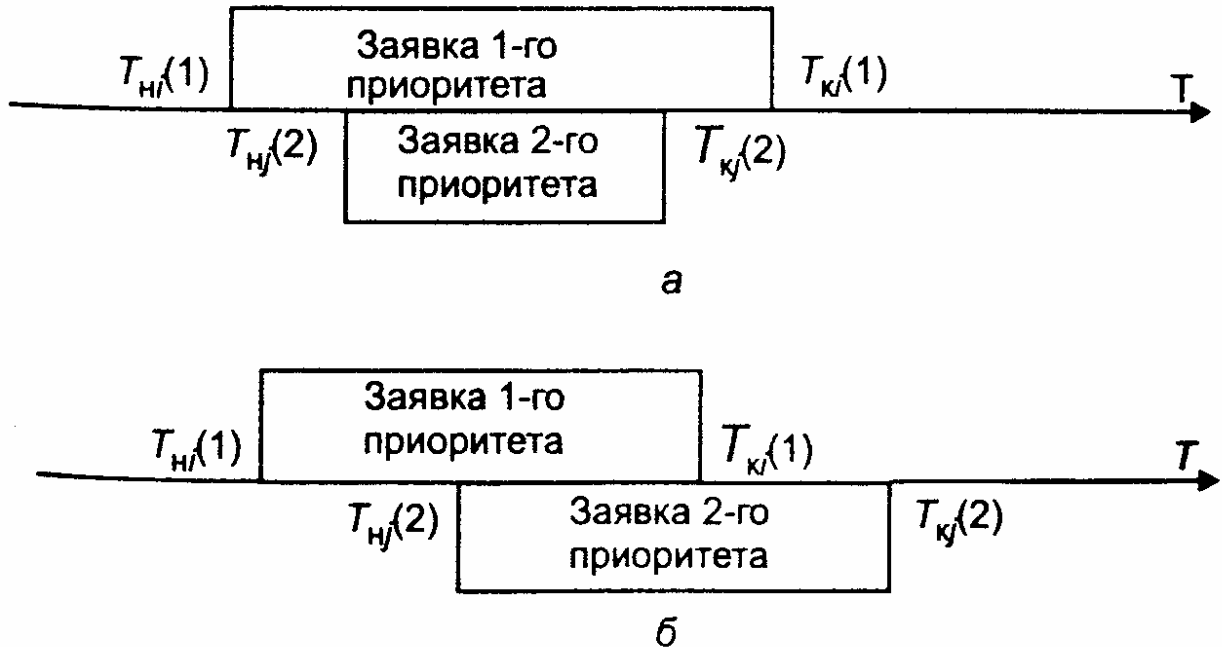 Заявка 1-го
приоритета
Tнi(1)
Tкi(1)
T
Tнj(2)
Заявка 2-го
приоритета
Tкj(2)
а
Заявка 1-го
приоритета
Tнi(1)
Tкi(1)
T
Tнj(2)
Заявка 2-го
приоритета
Tкj(2)
б